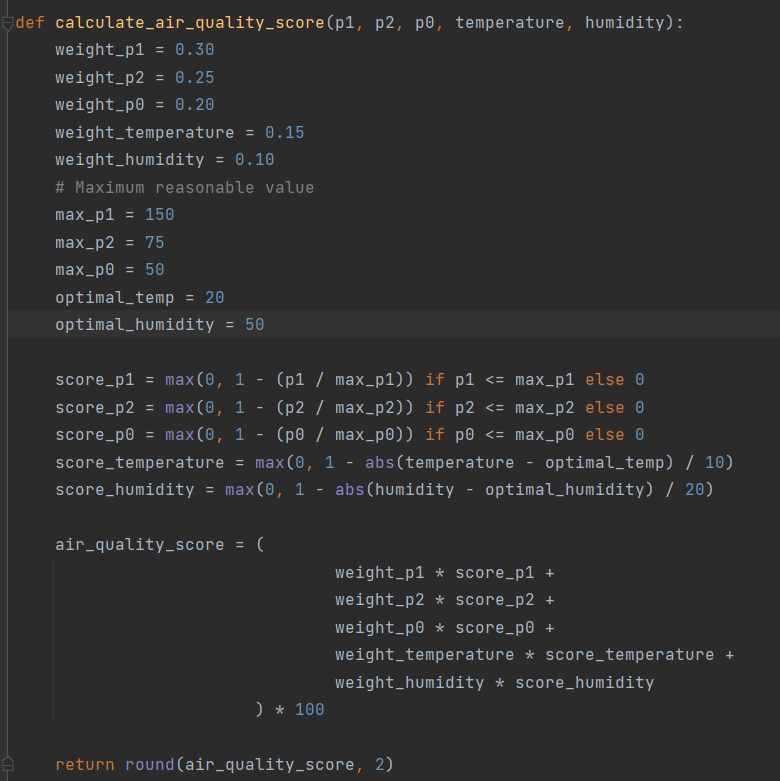 def calculate_air_quality_score(p1, p2, p0, temperature, humidity):
    weight_p1 = 0.30
    weight_p2 = 0.25
    weight_p0 = 0.20
    weight_temperature = 0.15
    weight_humidity = 0.10
    # Maximum reasonable value
    max_p1 = 150
    max_p2 = 75
    max_p0 = 50
    optimal_temp = 20
    optimal_humidity = 50

    score_p1 = max(0, 1 - (p1 / max_p1)) if p1 <= max_p1 else 0
    score_p2 = max(0, 1 - (p2 / max_p2)) if p2 <= max_p2 else 0
    score_p0 = max(0, 1 - (p0 / max_p0)) if p0 <= max_p0 else 0
    score_temperature = max(0, 1 - abs(temperature - optimal_temp) / 10)
    score_humidity = max(0, 1 - abs(humidity - optimal_humidity) / 20)

    air_quality_score = (
                                weight_p1 * score_p1 +
                                weight_p2 * score_p2 +
                                weight_p0 * score_p0 +
                                weight_temperature * score_temperature +
                                weight_humidity * score_humidity
                        ) * 100

    return round(air_quality_score, 2)